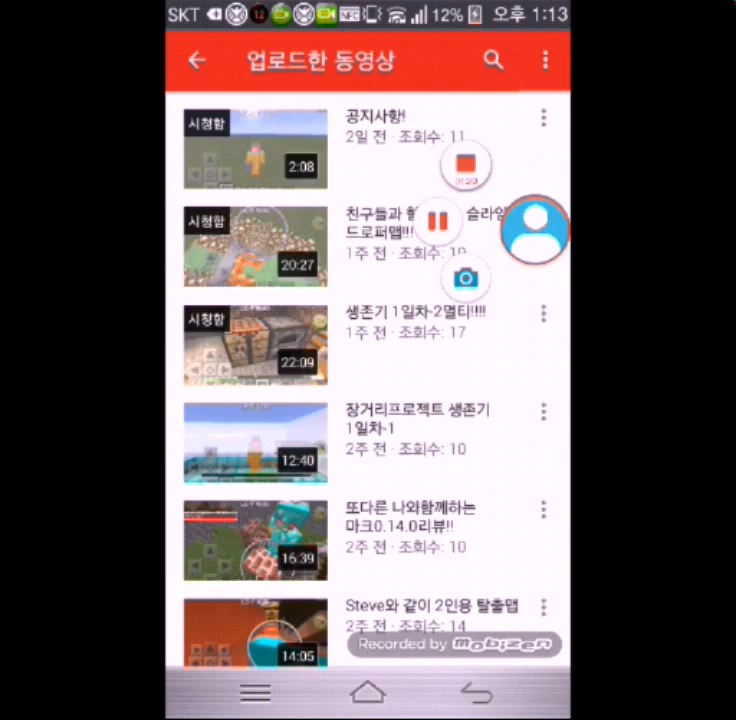 SKT 12% 오후 1:13
업로드한 동영상
시청함
2:08
공지사항!
2일 전 · 조회수: 11
01:23
시청함
20:27
친구들과 함 슬라임
드로퍼맵!!!
1주 전 · 조회수: 19
시청함
22:09
생존기 1일차-2멀티!!!!
1주 전 · 조회수: 17
12:40
장거리프로젝트 생존기
1일차-1
2주 전 · 조회수: 10
16:39
또다른 나와함께하는
마크0.14.0리뷰!!
2주 전 · 조회수: 10
14:05
Steve와 같이 2인용 탈출맵
2주 전 · 조회수: 14
Recorded by mobizen